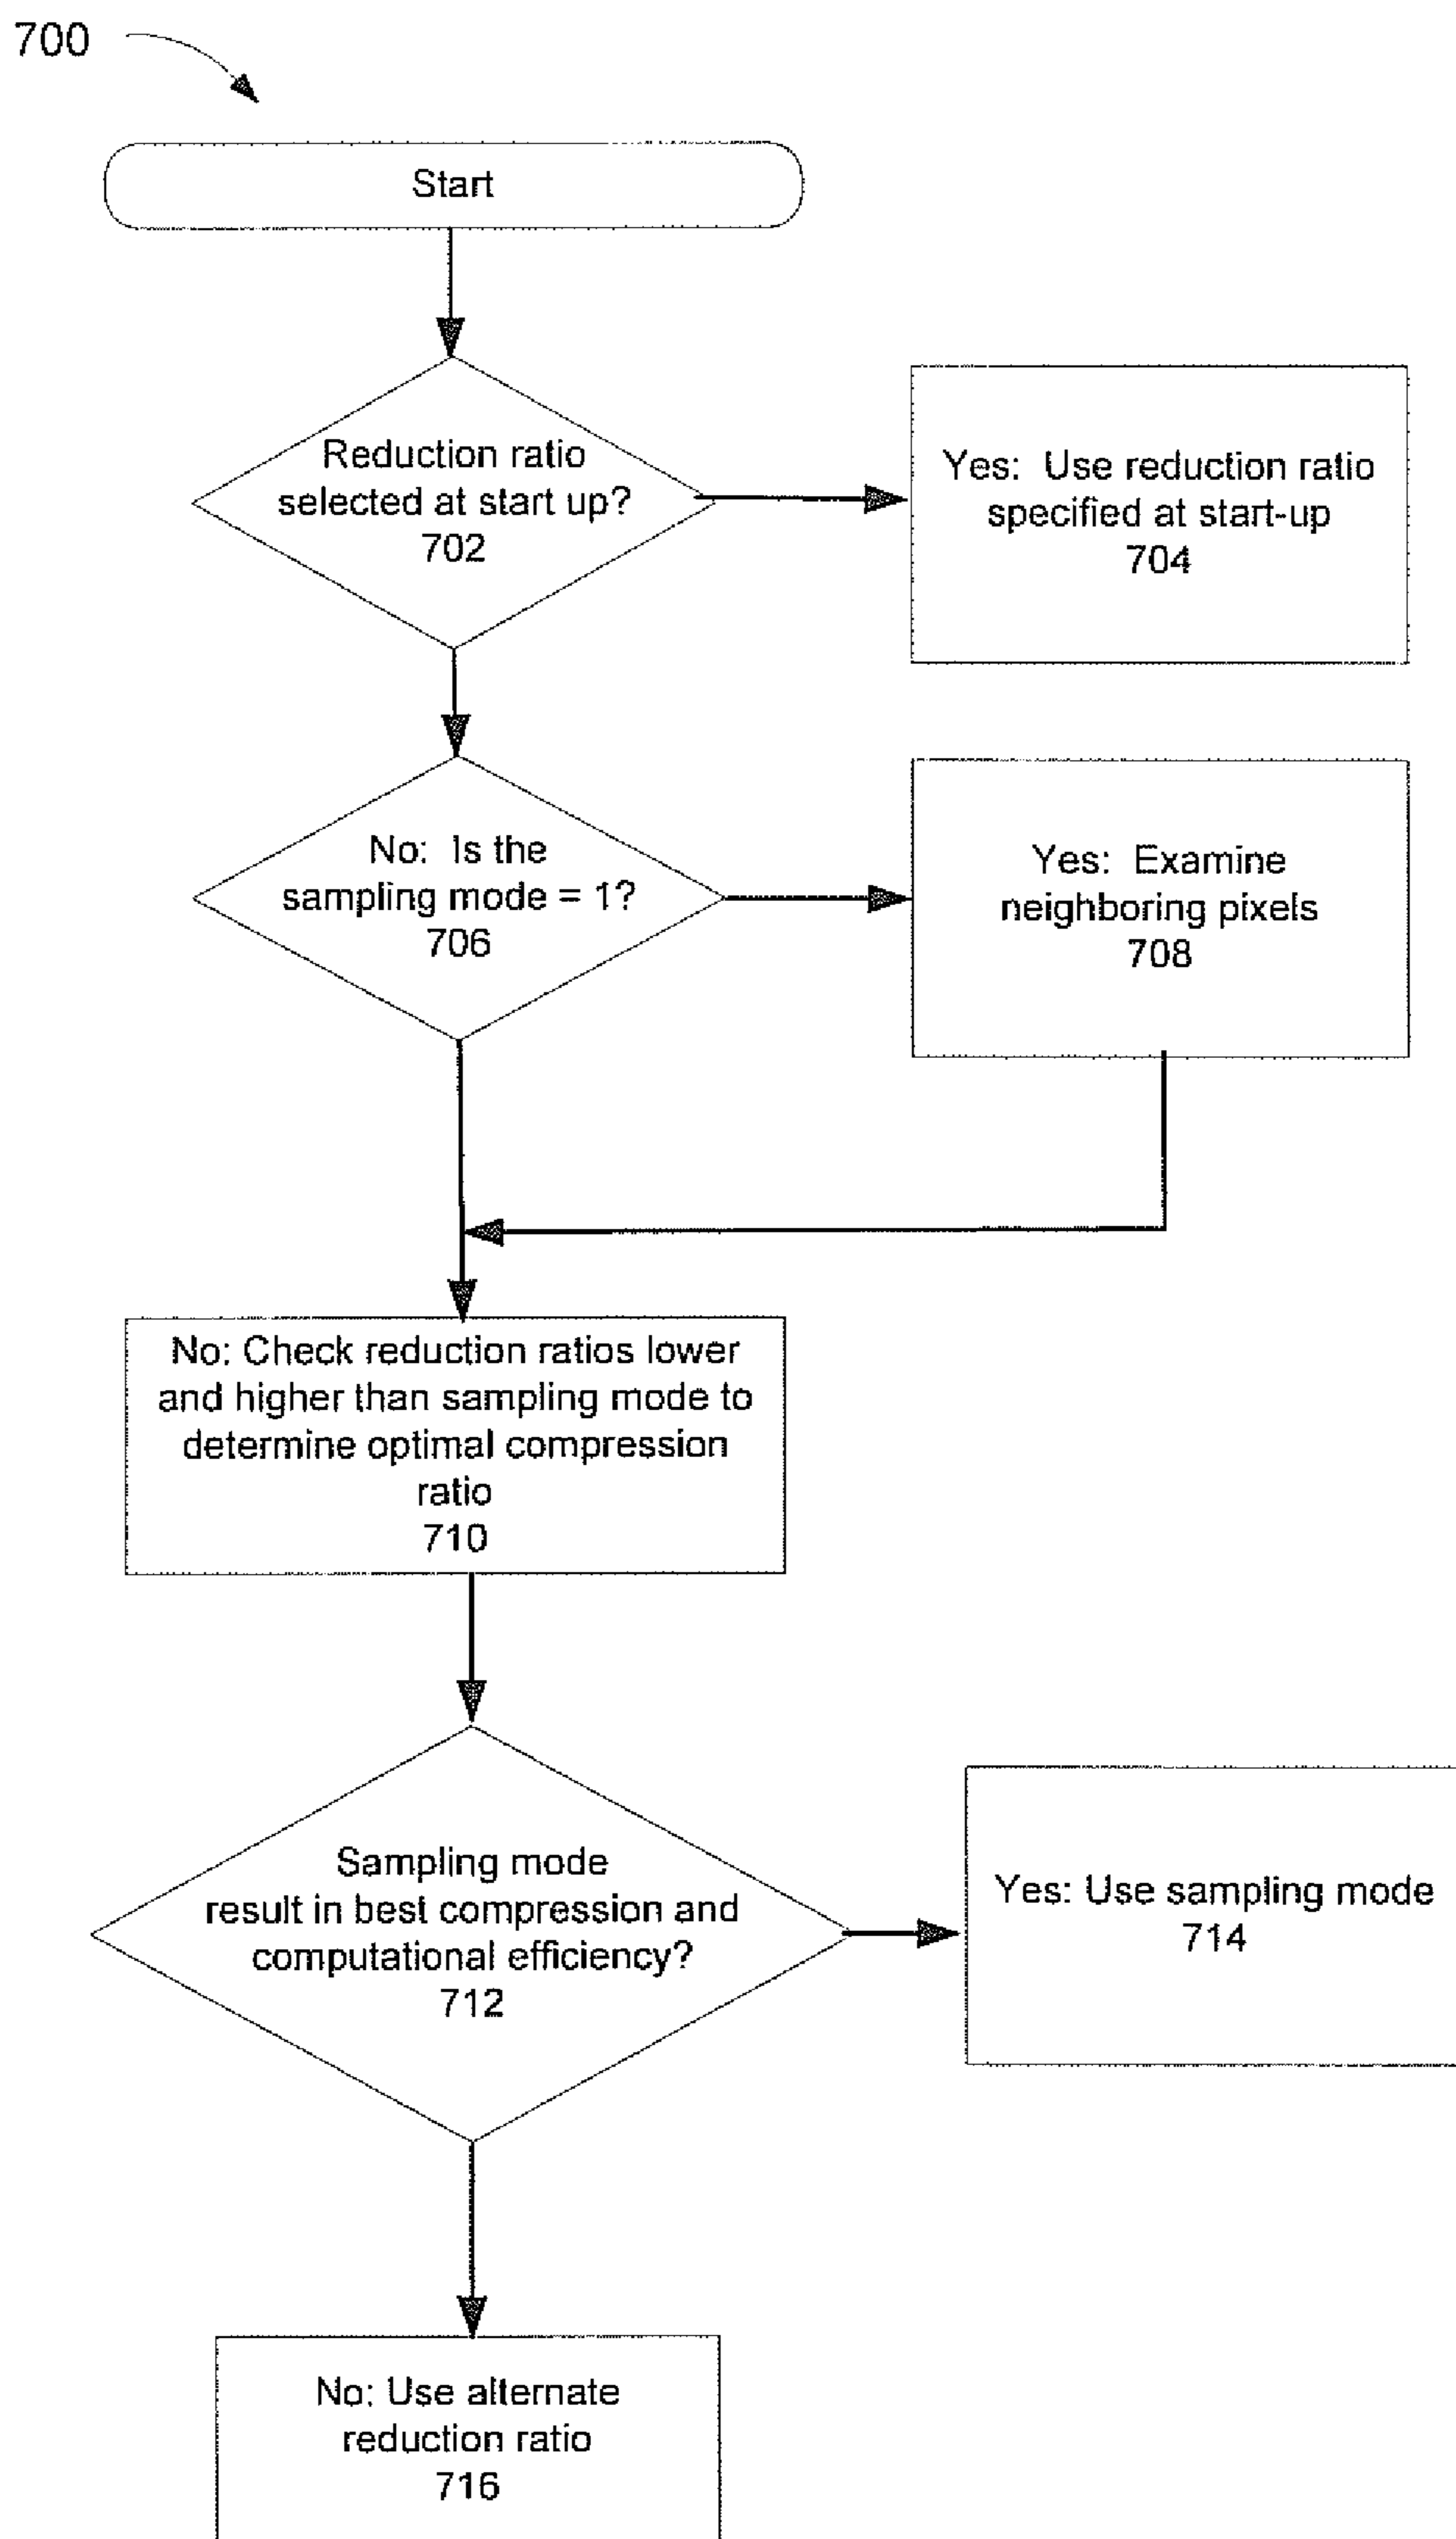 700
Start
Reduction ratio
selected at start up?
702
Yes: Use reduction ratio
specified at start-up
704
No: Is the
sampling mode = 1?
706
Yes: Examine
neighboring pixels
708
No: Check reduction ratios lower
and higher than sampling mode to
determine optimal compression
ratio
710
Sampling mode
result in best compression and
computational efficiency?
712
Yes: Use sampling mode
714
No: Use alternate
reduction ratio
716